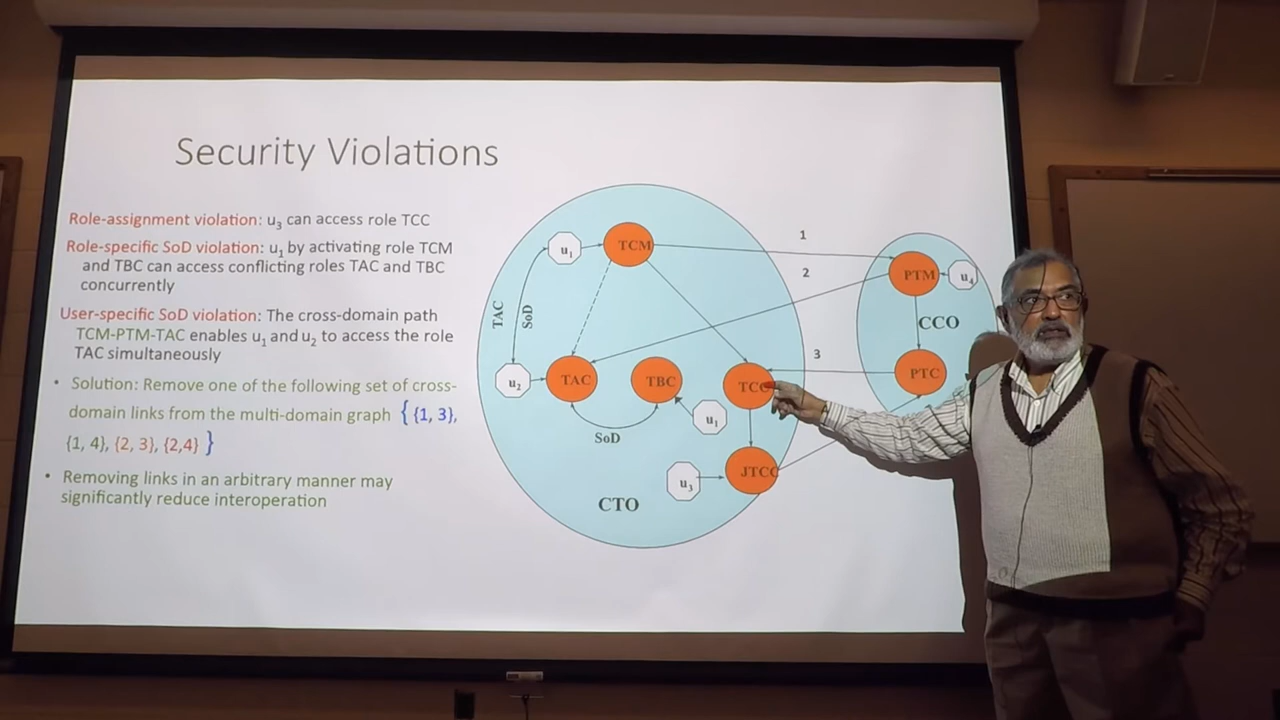 Security Violations
Role-assignment violation: u3 can access role TCC
Role-specific SoD violation: u1 by activating role TCM
and TBC can access conflicting roles TAC and TBC
concurrently
User-specific SoD violation: The cross-domain path
TCM-PTM-TAC enables u1 and u2 to access the role
TAC simultaneously
• Solution: Remove one of the following set of cross-
domain links from the multi-domain graph { {1, 3},
{1, 4}, {2, 3}, {2,4} }
• Removing links in an arbitrary manner may
significantly reduce interoperation
u1
TCM
1
2
PTM
u4
TAC
SoD
CCO
3
u2
TAC
TBC
TCC
PTC
u1
SoD
u3
JTCC
CTO